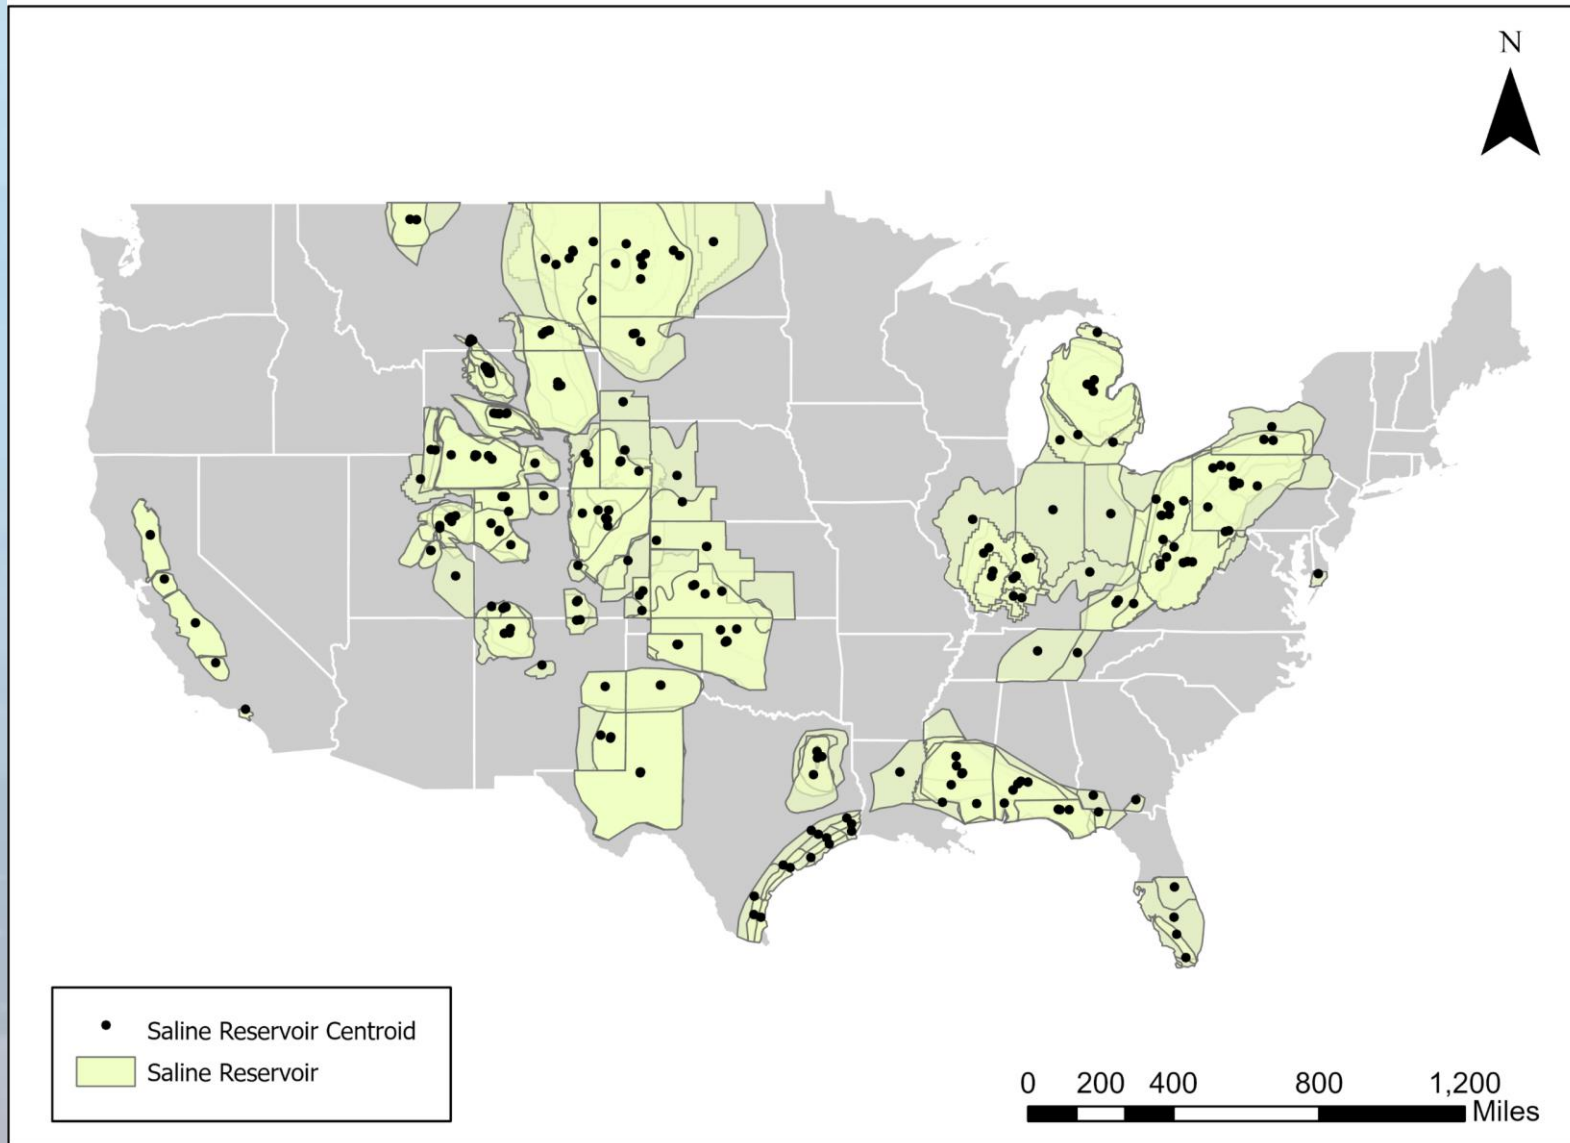 N
Saline Reservoir Centroid
Saline Reservoir
0 200 400 800 1,200
Miles